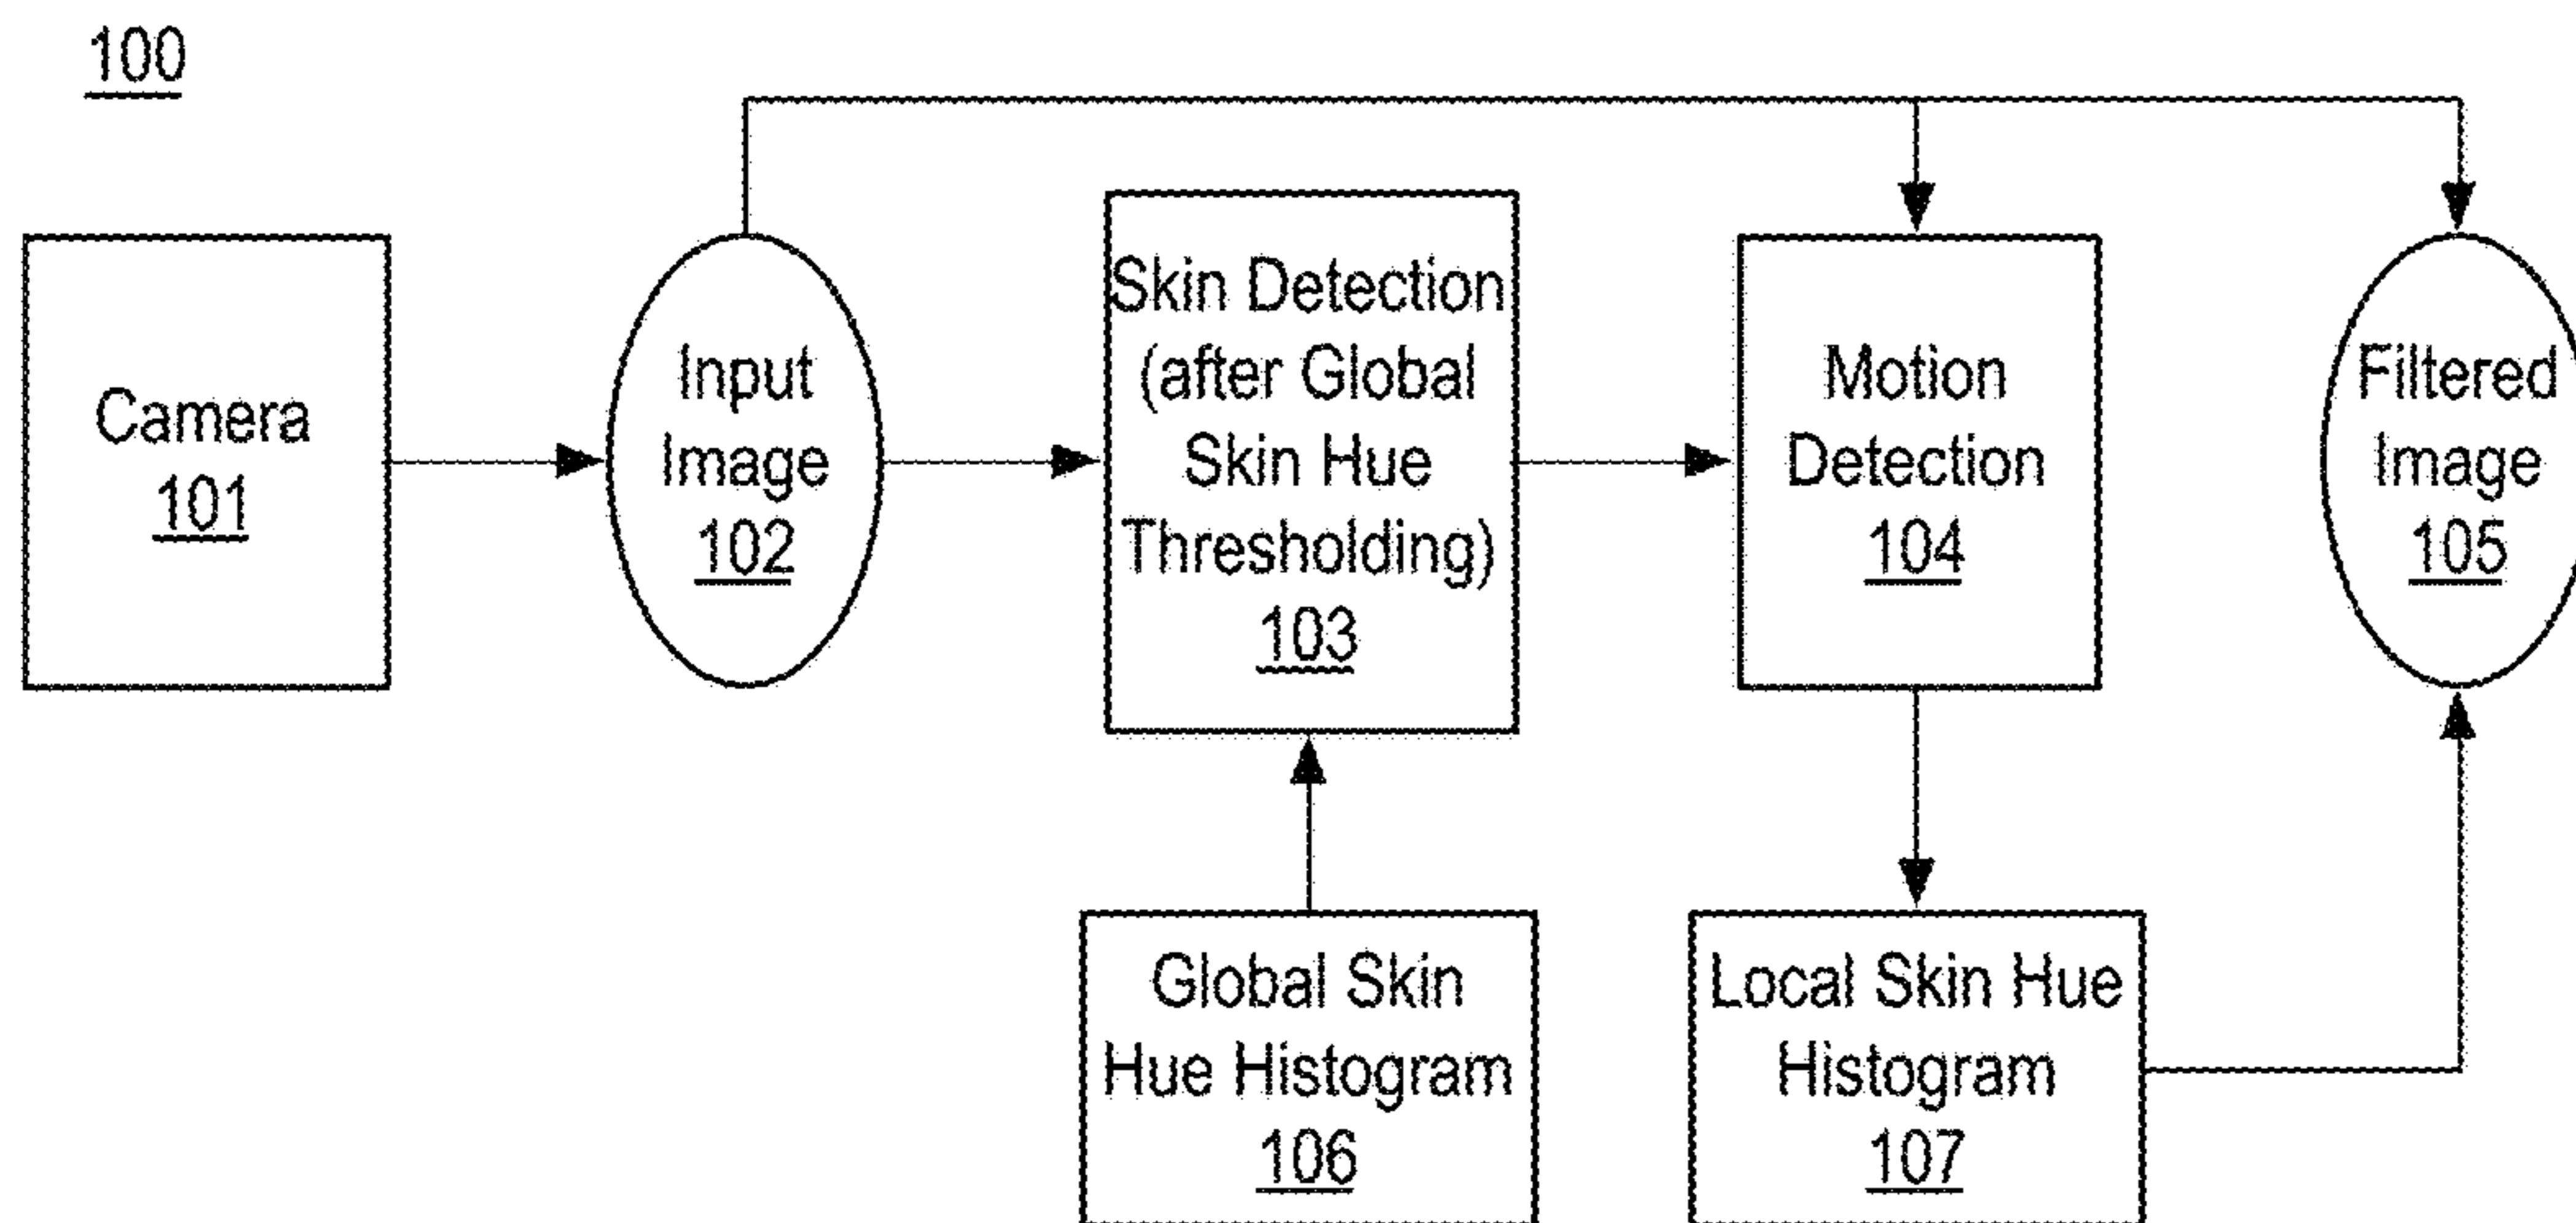 100
Camera
101
Input
Image
102
Skin Detection
(after Global
Skin Hue
Thresholding)
103
Motion
Detection
104
Filtered
Image
105
Global Skin
Hue Histogram
106
Local Skin Hue
Histogram
107